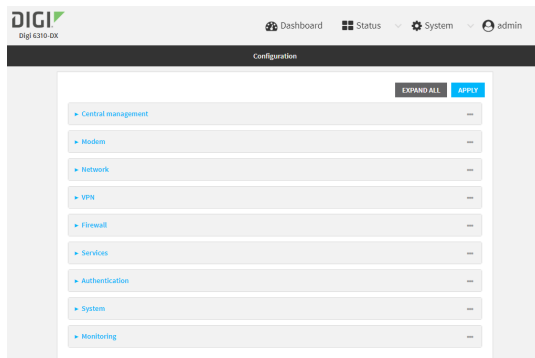 DIGI
Digi 6310-DX
Dashboard
Status
System
admin
Configuration
EXPAND ALL
APPLY
Central management
Modem
Network
VPN
Firewall
Services
Authentication
System
Monitoring